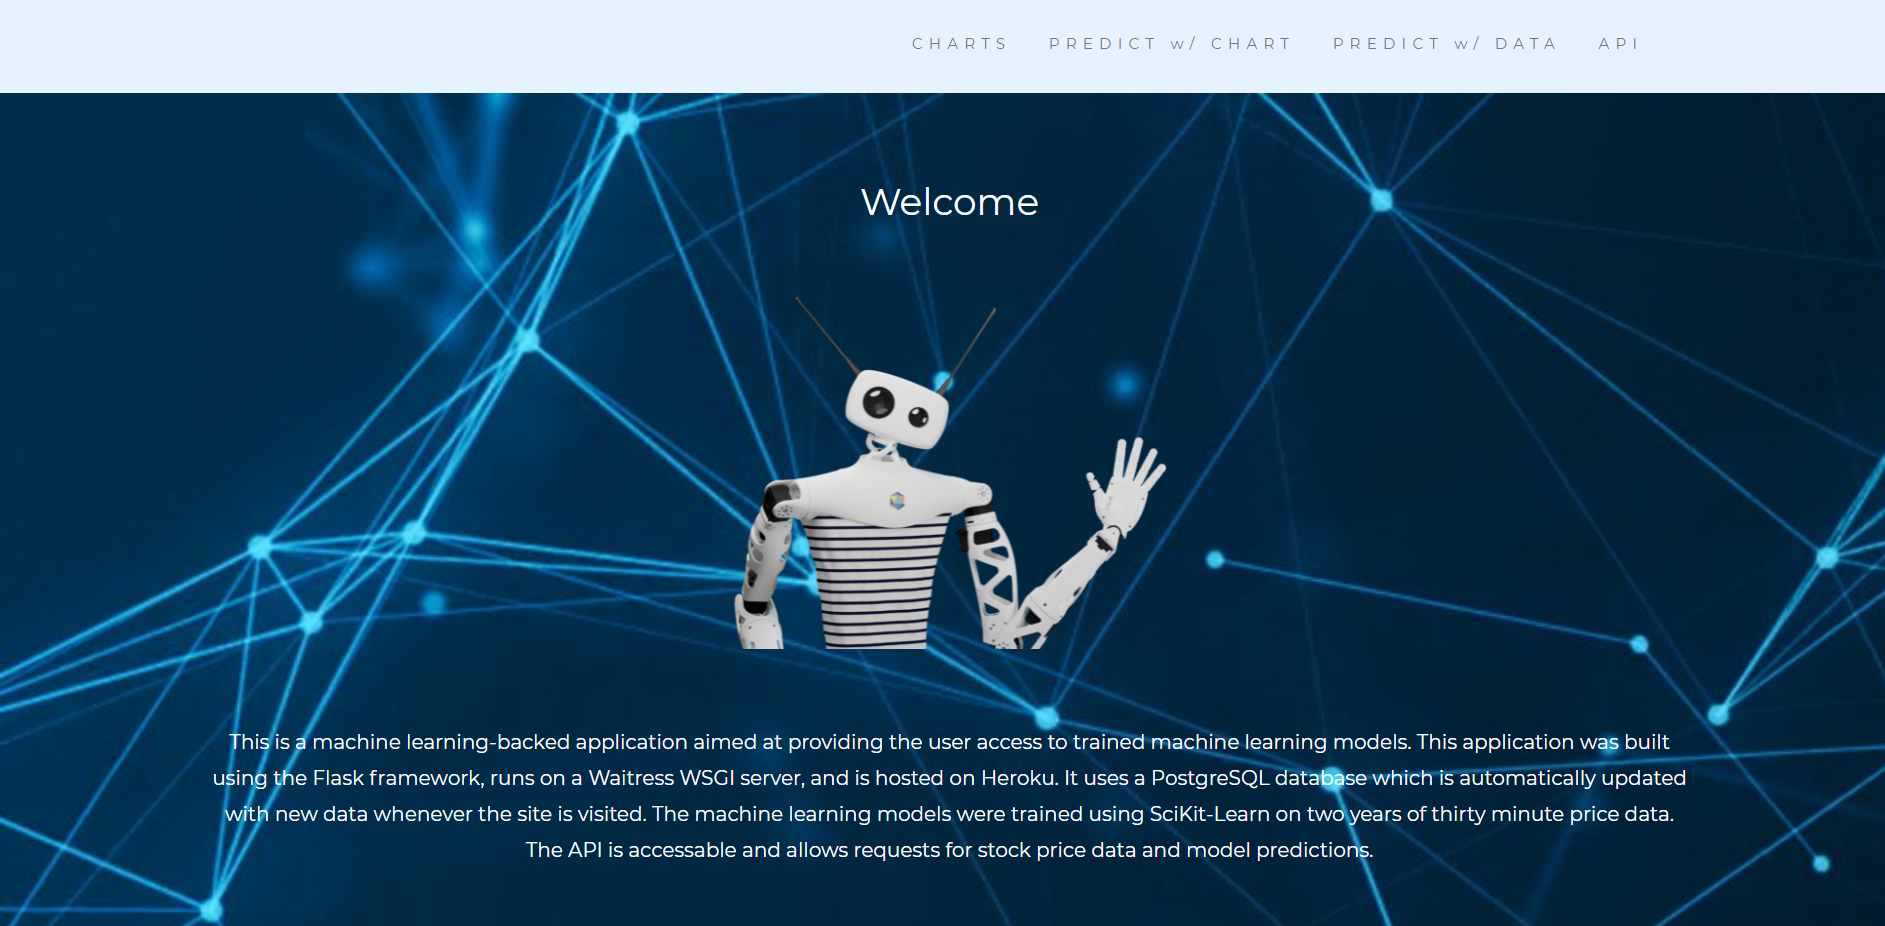 CHARTS PREDICT w/ CHART PREDICT w/ DATA API
Welcome
This is a machine learning-backed application aimed at providing the user access to trained machine learning models. This application was built
using the Flask framework, runs on a Waitress WSGI server, and is hosted on Heroku. It uses a PostgreSQL database which is automatically updated
with new data whenever the site is visited. The machine learning models were trained using SciKit-Learn on two years of thirty minute price data.
The API is accessable and allows requests for stock price data and model predictions.